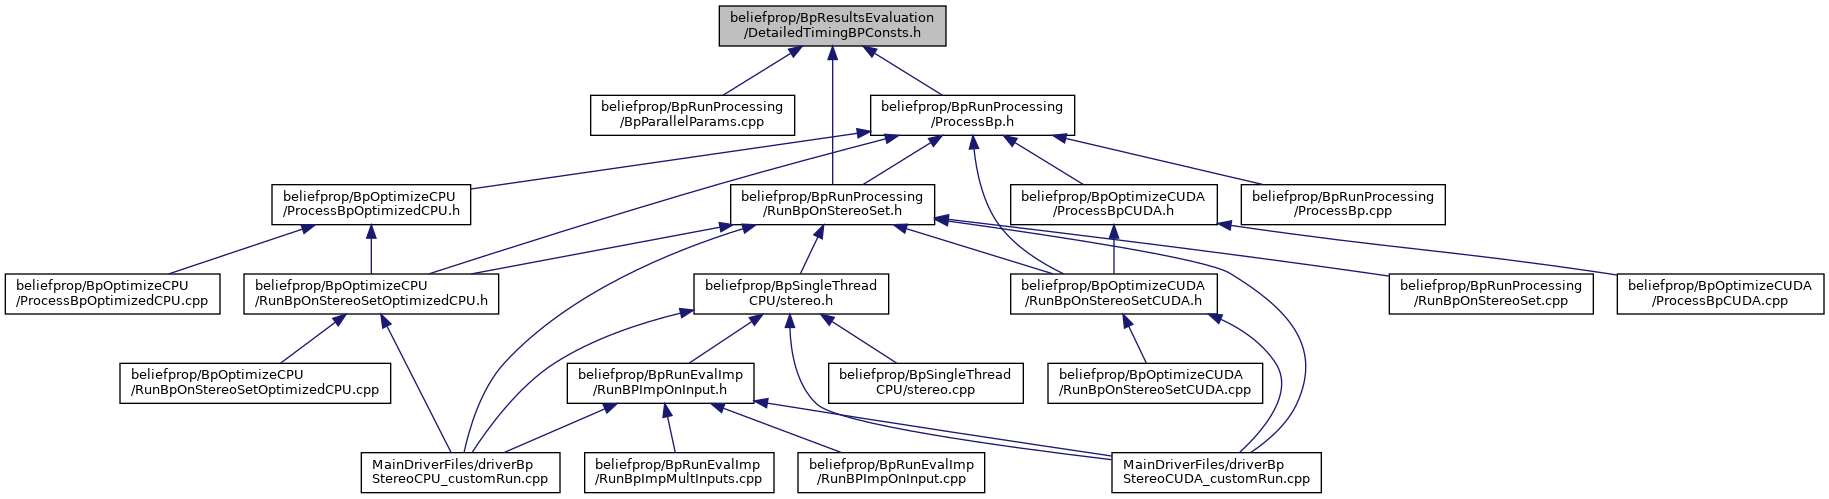 beliefprop/BpResultsEvaluation
/DetailedTimingBPConsts.h
beliefprop/BpRunProcessing
/BpParallelParams.cpp
beliefprop/BpRunProcessing
/ProcessBp.h
beliefprop/BpOptimizeCPU
/ProcessBpOptimizedCPU.h
beliefprop/BpRunProcessing
/RunBpOnStereoSet.h
beliefprop/BpOptimizeCUDA
/ProcessBpCUDA.h
beliefprop/BpRunProcessing
/ProcessBp.cpp
beliefprop/BpOptimizeCPU
/ProcessBpOptimizedCPU.cpp
beliefprop/BpOptimizeCPU
/RunBpOnStereoSetOptimizedCPU.h
beliefprop/BpSingleThread
CPU/stereo.h
beliefprop/BpOptimizeCUDA
/RunBpOnStereoSetCUDA.h
beliefprop/BpRunProcessing
/RunBpOnStereoSet.cpp
beliefprop/BpOptimizeCUDA
/ProcessBpCUDA.cpp
beliefprop/BpOptimizeCPU
/RunBpOnStereoSetOptimizedCPU.cpp
beliefprop/BpRunEvalImp
/RunBPImpOnInput.h
beliefprop/BpSingleThread
CPU/stereo.cpp
beliefprop/BpOptimizeCUDA
/RunBpOnStereoSetCUDA.cpp
MainDriverFiles/driverBp
StereoCPU_customRun.cpp
beliefprop/BpRunEvalImp
/RunBpImpMultInputs.cpp
beliefprop/BpRunEvalImp
/RunBPImpOnInput.cpp
MainDriverFiles/driverBp
StereoCUDA_customRun.cpp